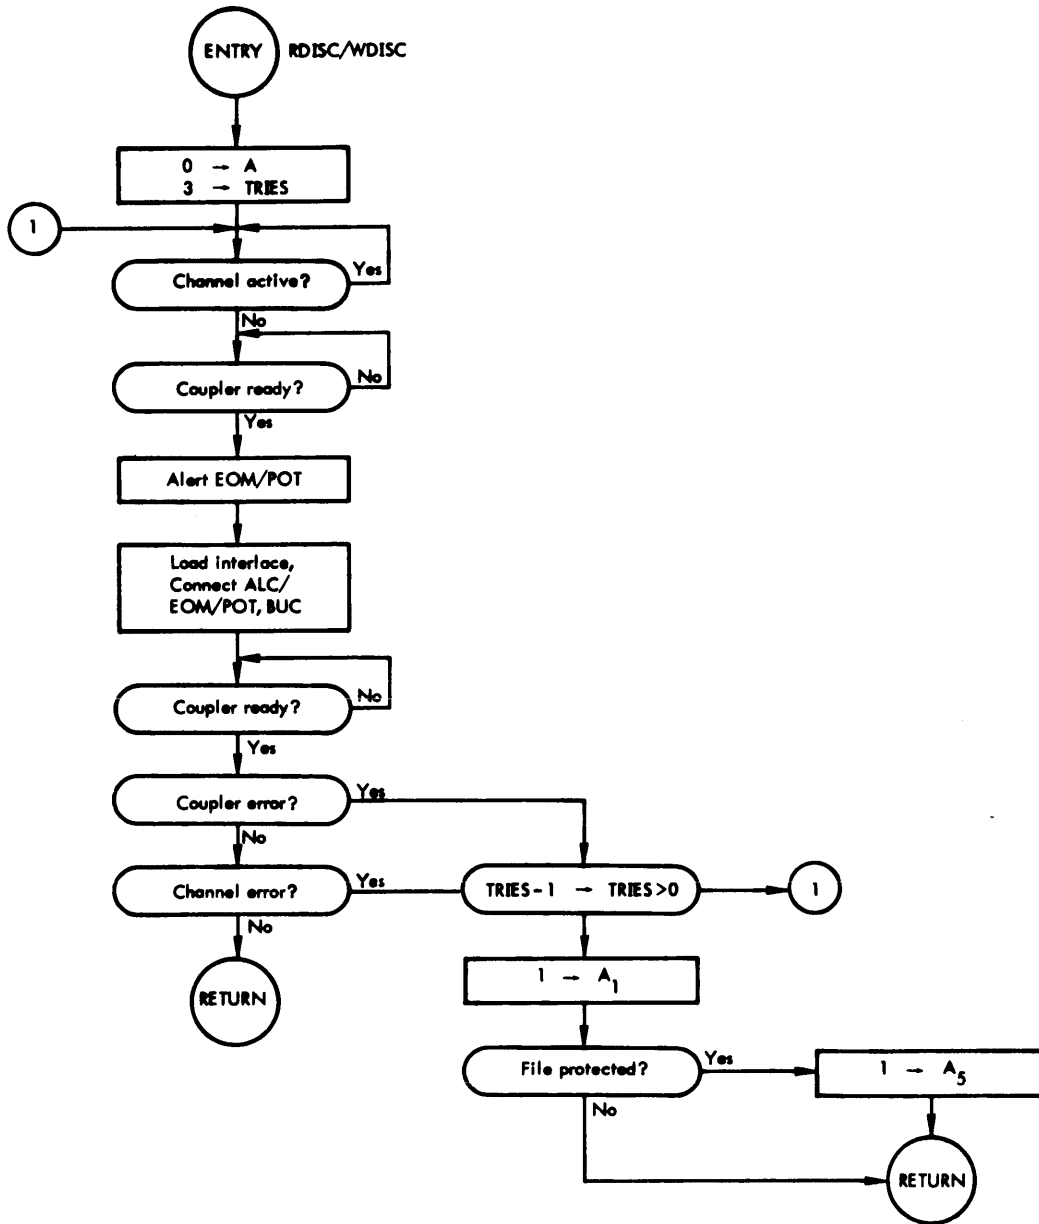 ENTRY RDISC/WDISC
0 → A
3 → TRIES
1
Channel active?
Yes
No
Coupler ready?
No
Yes
Alert EOM/POT
Load interlace,
Connect ALC/
EOM/POT, BUC
Coupler ready?
No
Yes
Coupler error?
Yes
No
Channel error?
Yes
No
TRIES - 1 → TRIES > 0
1
RETURN
1 → A1
File protected?
Yes
No
1 → A5
RETURN